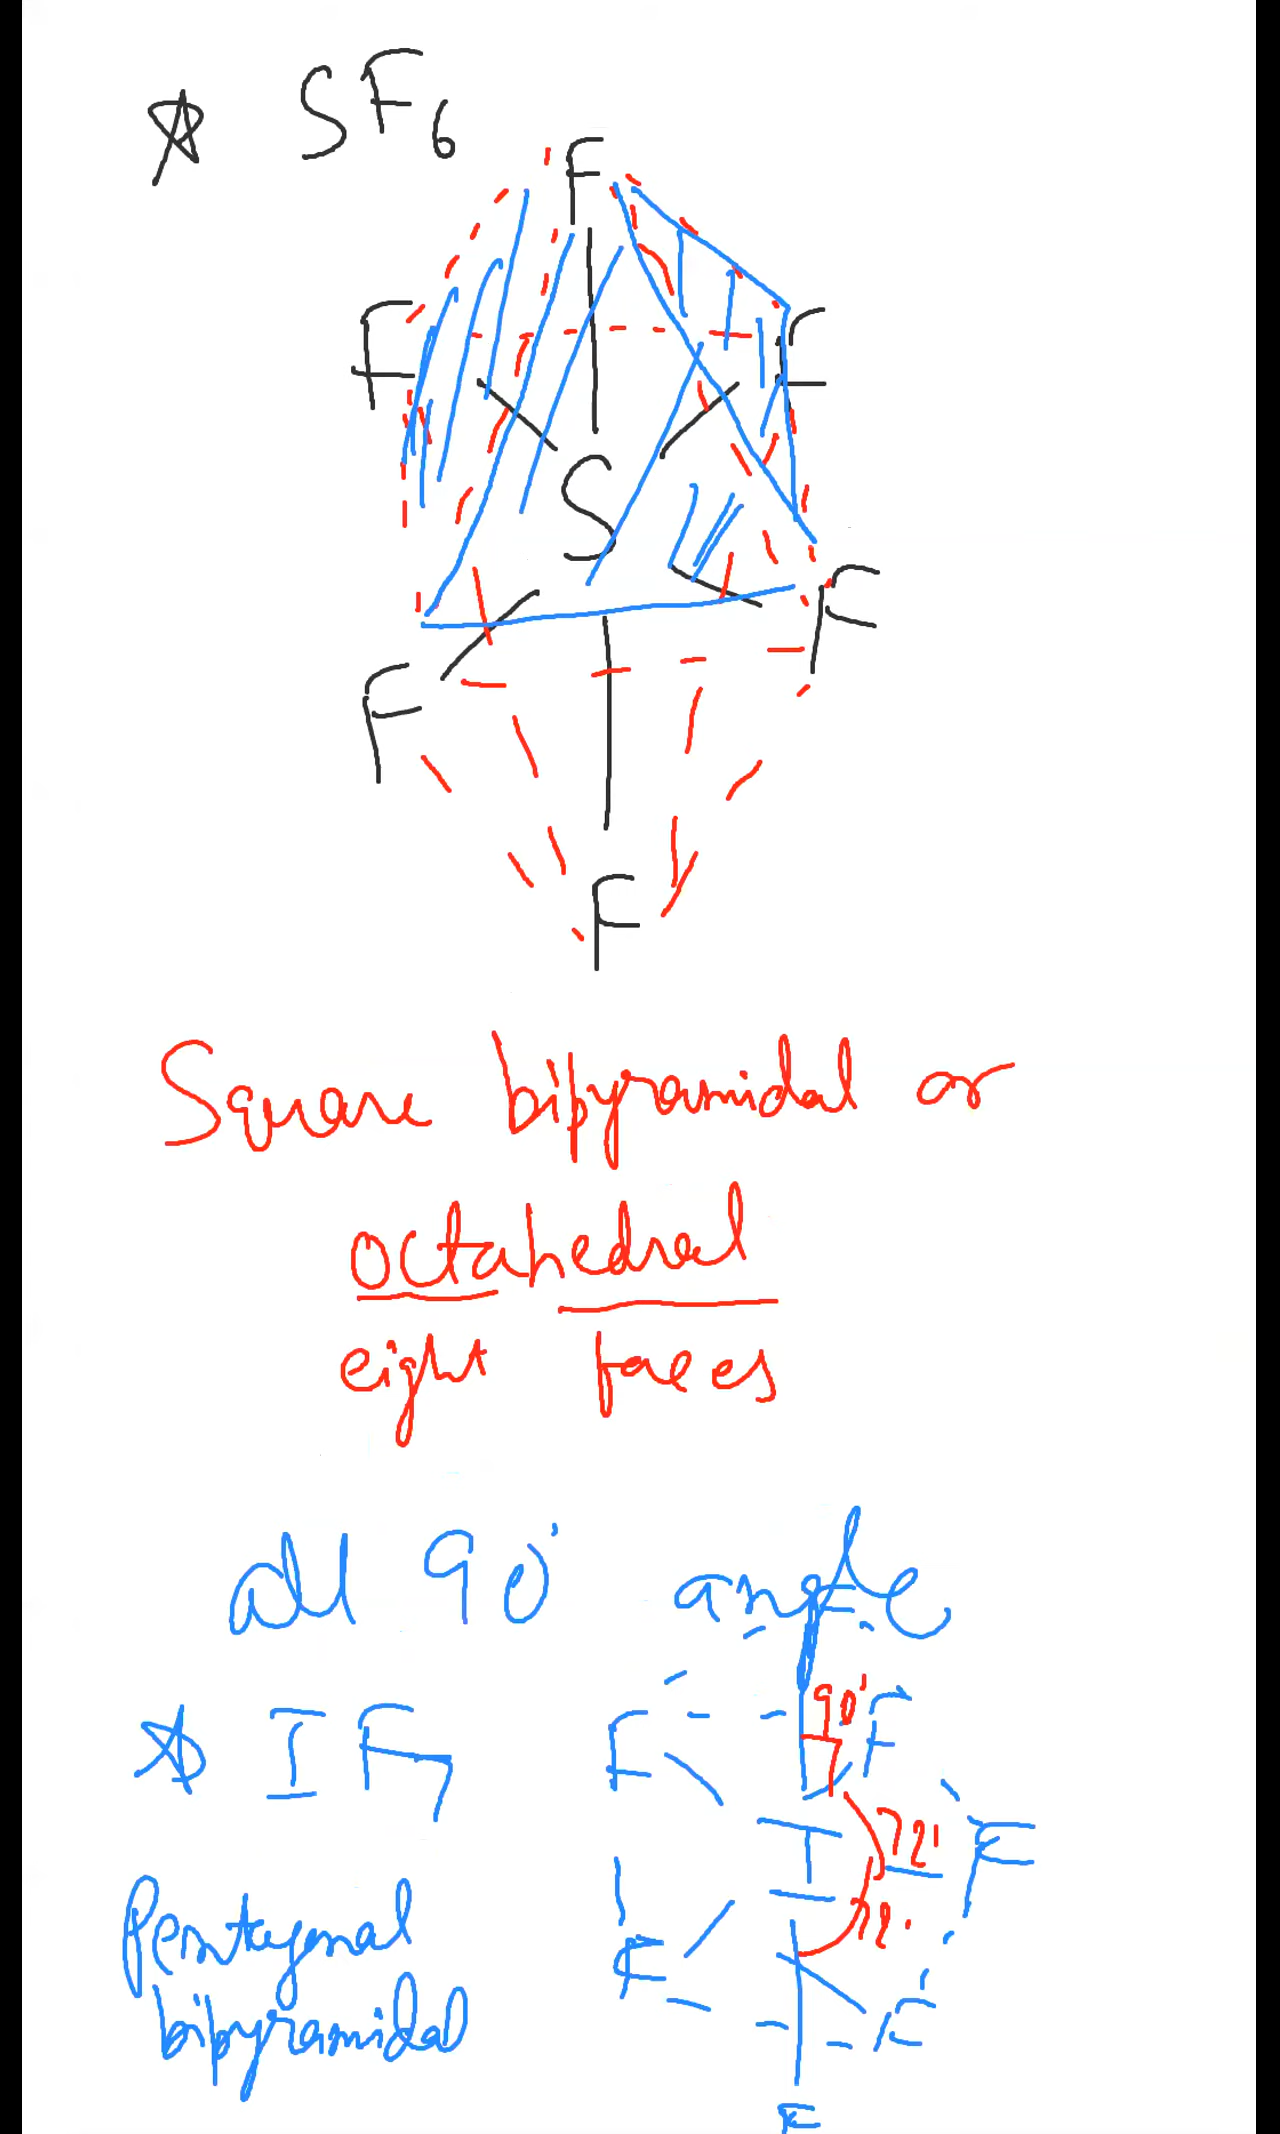 ☆ SF₆
F
F F
S
F F
F
Square bipyramidal or
octahedral
eight faces
all 90° angle
F
☆ IF₇ F 90° F
I 72° F
Pentagonal F 72°
bipyramidal F
F